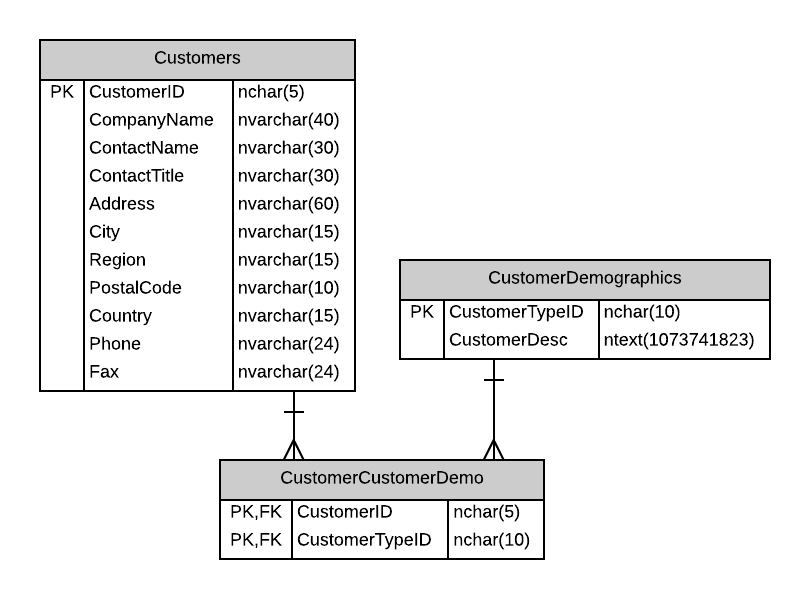 Customers
PK CustomerID nchar(5)
CompanyName nvarchar(40)
ContactName nvarchar(30)
ContactTitle nvarchar(30)
Address nvarchar(60)
City nvarchar(15)
Region nvarchar(15)
PostalCode nvarchar(10)
Country nvarchar(15)
Phone nvarchar(24)
Fax nvarchar(24)
CustomerDemographics
PK CustomerTypeID nchar(10)
CustomerDesc ntext(1073741823)
CustomerCustomerDemo
PK,FK CustomerID nchar(5)
PK,FK CustomerTypeID nchar(10)